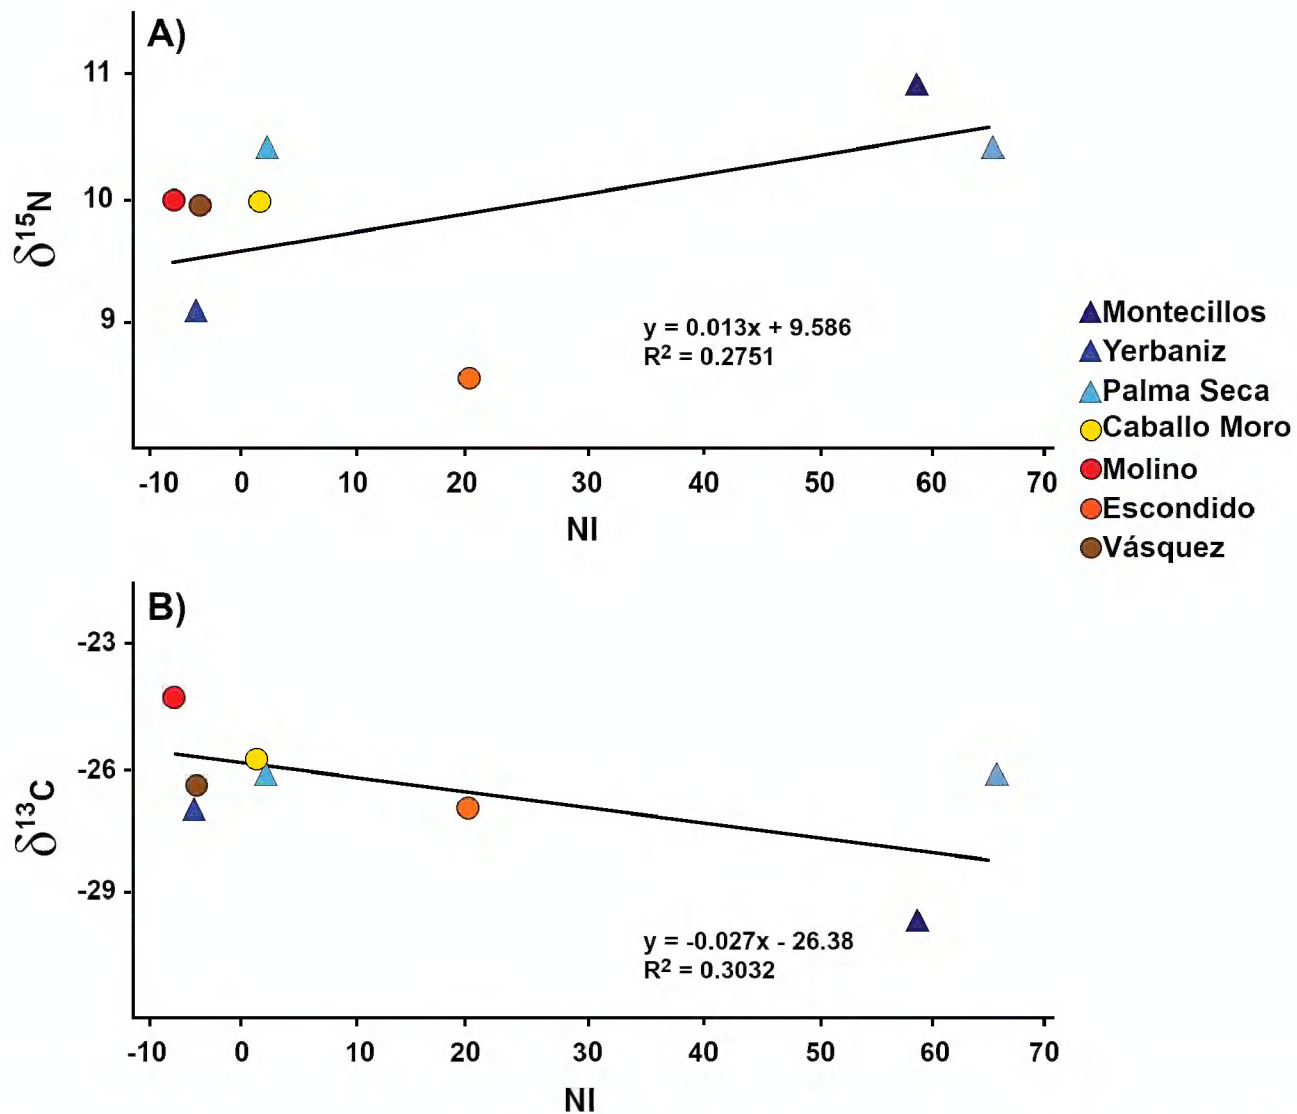 A)
11
10
9
δ15N
y = 0.013x + 9.586
R2 = 0.2751
-10 0 10 20 30 40 50 60 70
NI
Montecillos
Yerbaniz
Palma Seca
Caballo Moro
Molino
Escondido
Vásquez
B)
-23
-26
-29
δ13C
y = -0.027x - 26.38
R2 = 0.3032
-10 0 10 20 30 40 50 60 70
NI